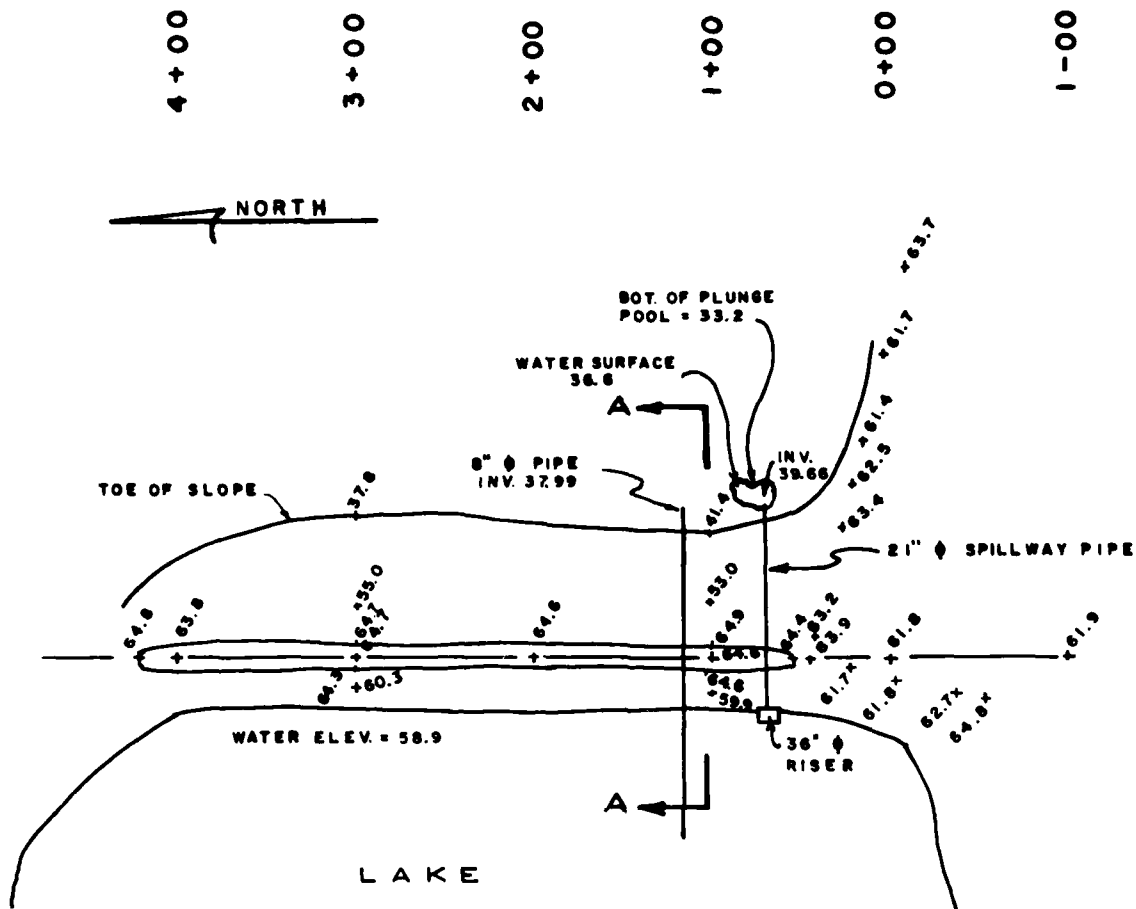 4+00
3+00
2+00
1+00
0+00
1-00
NORTH
63.7
BOT. OF PLUNGE
POOL = 33.2
61.7
WATER SURFACE
36.6
A
61.4
8" ϕ PIPE
INV. 37.99
INV.
39.66
62.5
TOE OF SLOPE
37.8
41.4
63.4
21" ϕ SPILLWAY PIPE
55.0
53.0
64.8
63.8
64.7
64.7
64.6
64.9
64.6
64.4
63.2
63.9
61.8
61.9
64.3
60.3
64.6
59.9
61.7
61.8
62.7
64.8
WATER ELEV. = 58.9
36" ϕ
RISER
A
LAKE